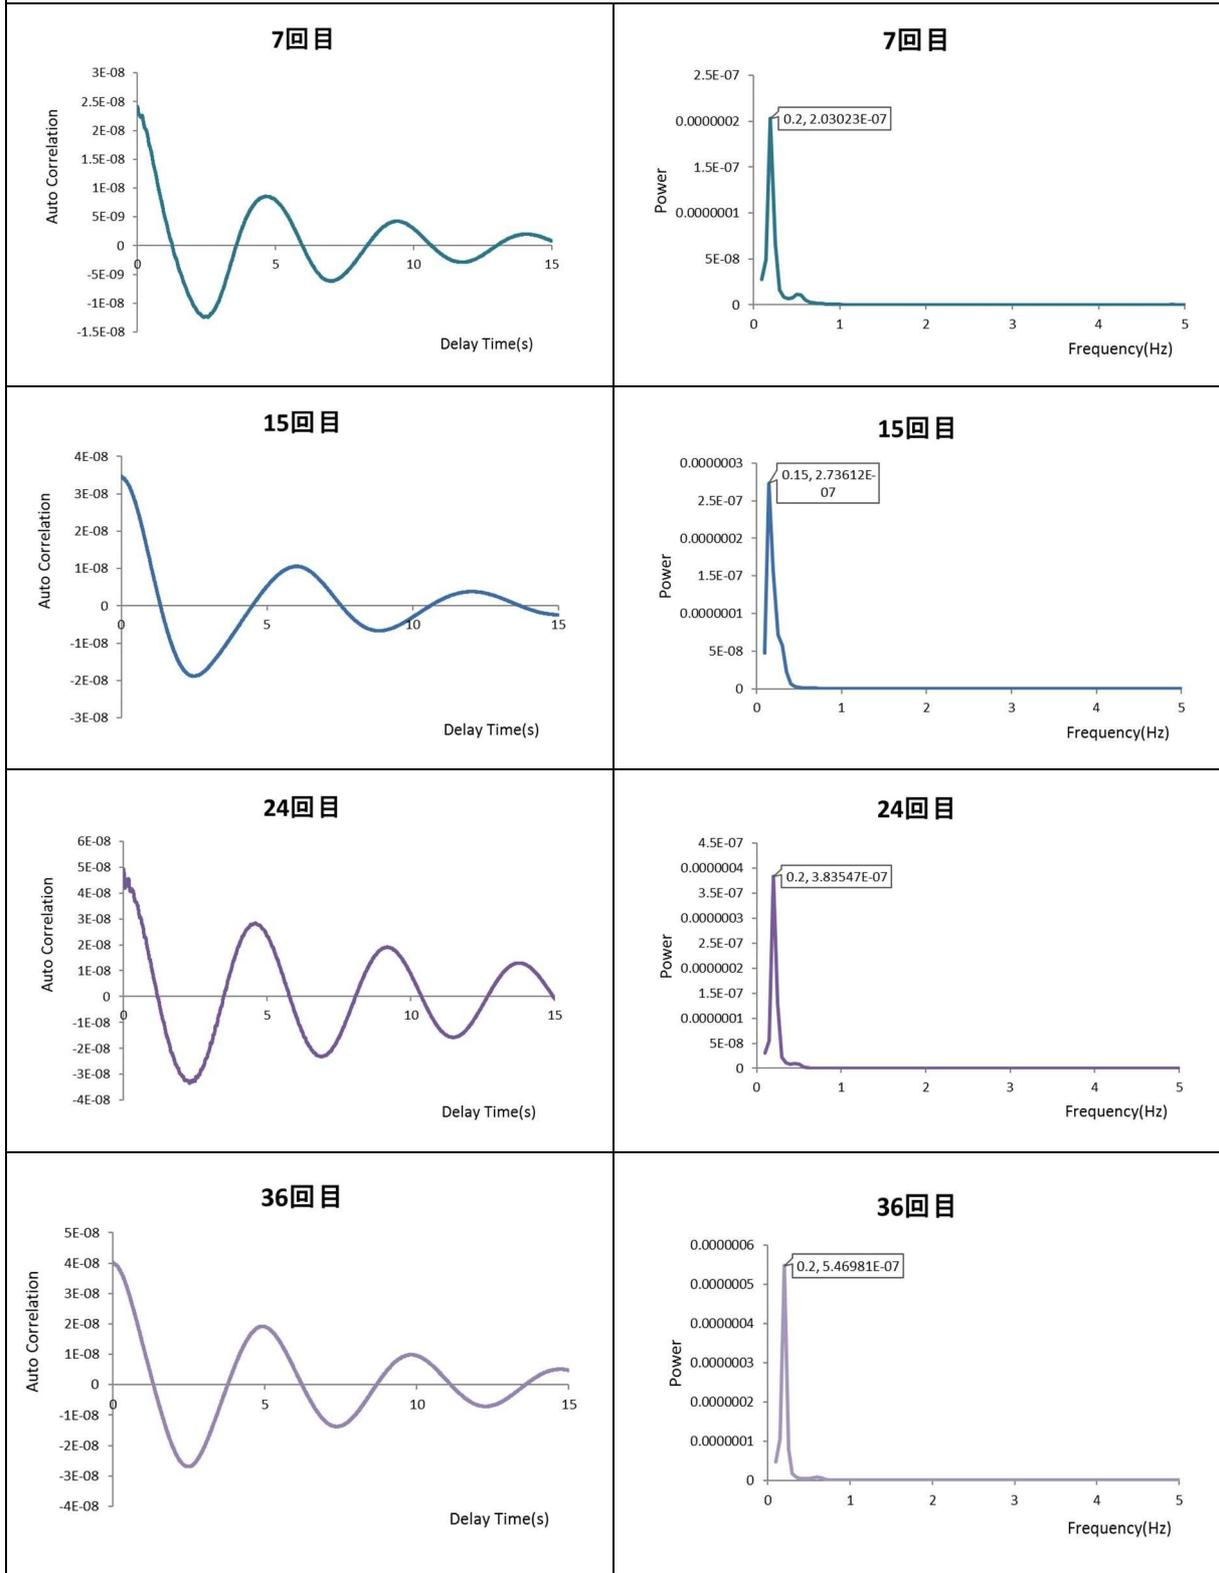 7回目
3E-08
2.5E-08
2E-08
1.5E-08
1E-08
5E-09
0
-5E-09
-1E-08
-1.5E-08
0
5
10
15
Auto Correlation
Delay Time(s)
7回目
2.5E-07
0.0000002
1.5E-07
0.0000001
5E-08
0
0
1
2
3
4
5
0.2, 2.03023E-07
Power
Frequency(Hz)
15回目
4E-08
3E-08
2E-08
1E-08
0
-1E-08
-2E-08
-3E-08
0
5
10
15
Auto Correlation
Delay Time(s)
15回目
0.0000003
2.5E-07
0.0000002
1.5E-07
0.0000001
5E-08
0
0
1
2
3
4
5
0.15, 2.73612E-
07
Power
Frequency(Hz)
24回目
6E-08
5E-08
4E-08
3E-08
2E-08
1E-08
0
-1E-08
-2E-08
-3E-08
-4E-08
0
5
10
15
Auto Correlation
Delay Time(s)
24回目
4.5E-07
0.0000004
3.5E-07
0.0000003
2.5E-07
0.0000002
1.5E-07
0.0000001
5E-08
0
0
1
2
3
4
5
0.2, 3.83547E-07
Power
Frequency(Hz)
36回目
5E-08
4E-08
3E-08
2E-08
1E-08
0
-1E-08
-2E-08
-3E-08
-4E-08
0
5
10
15
Auto Correlation
Delay Time(s)
36回目
0.0000006
0.0000005
0.0000004
0.0000003
0.0000002
0.0000001
0
0
1
2
3
4
5
0.2, 5.46981E-07
Power
Frequency(Hz)